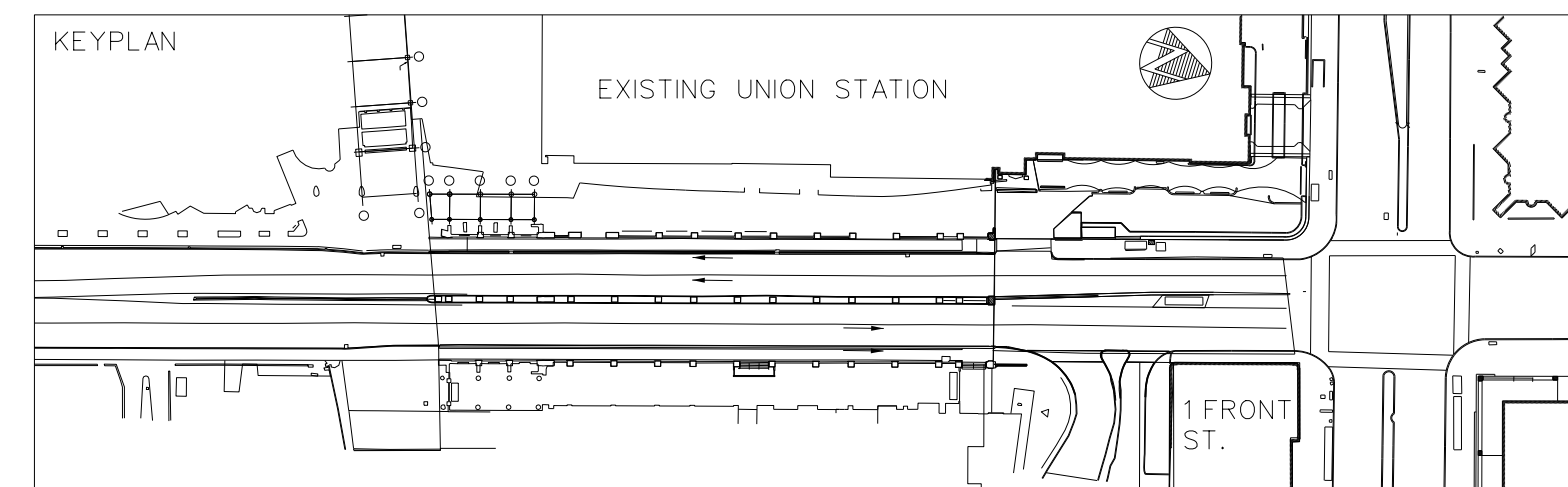 KEYPLAN
EXISTING UNION STATION
1 FRONT
ST.